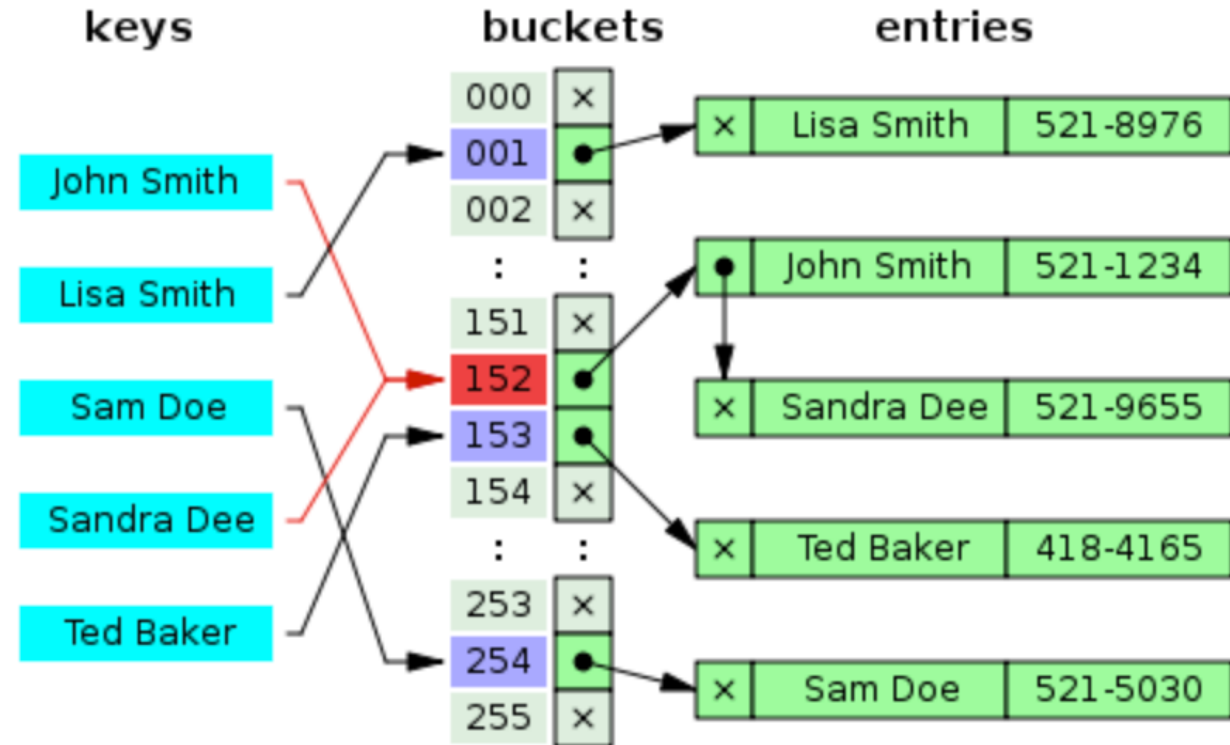 keys buckets entries
000 ×
× Lisa Smith 521-8976
001
John Smith
002 ×
: :
× John Smith 521-1234
Lisa Smith
151 ×
152
Sam Doe
× Sandra Dee 521-9655
153
154 ×
Sandra Dee
: :
× Ted Baker 418-4165
253 ×
Ted Baker
254
× Sam Doe 521-5030
255 ×